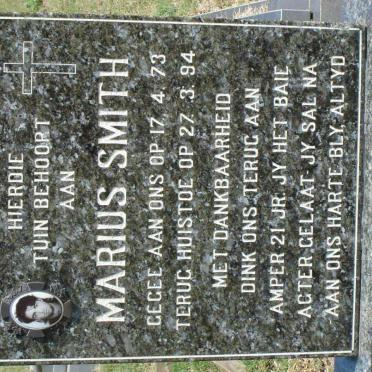 HIERDIE
TUIN BEHOORT
AAN
MARIUS SMITH
GEGEE AAN ONS OP 17. 4. 73
TERUG HUISTOE OP 27. 3. 94
MET DANKBAARHEID
DINK ONS TERUG AAN
AMPER 21 JR. JY HET BAIE
AGTER GELAAT. JY SAL NA
AAN ONS HARTE BLY ALTYD